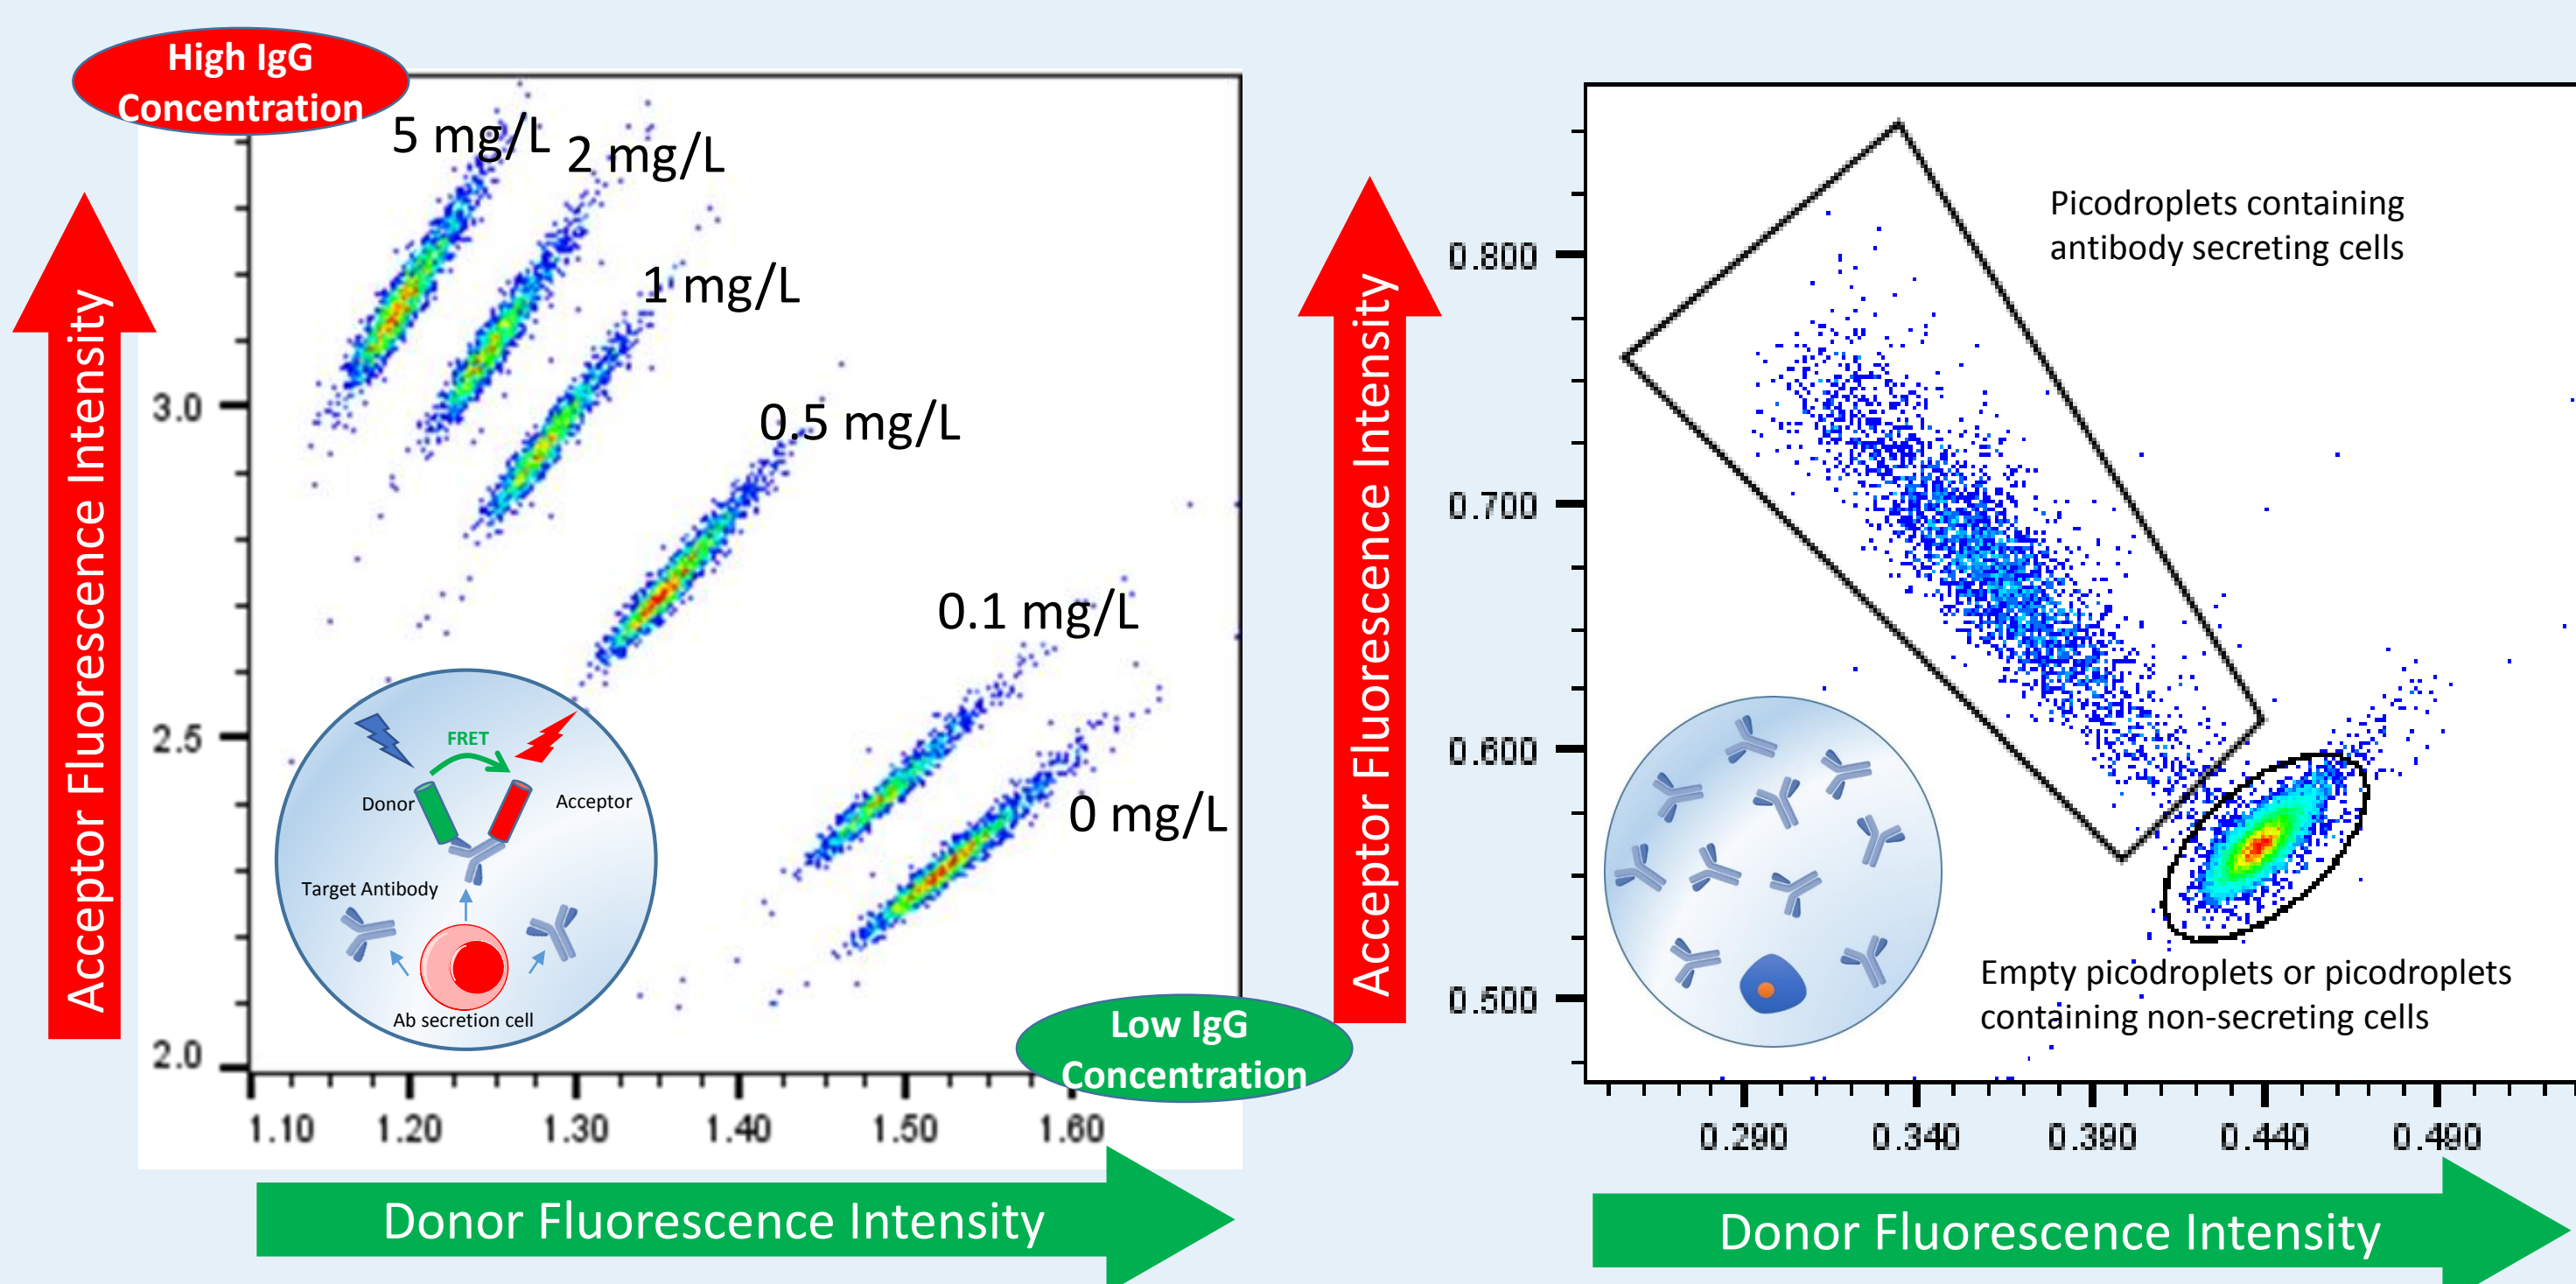 High IgG
Concentration
5 mg/L
2 mg/L
1 mg/L
0.5 mg/L
0.1 mg/L
0 mg/L
Acceptor Fluorescence Intensity
3.0
2.5
2.0
FRET
Donor
Acceptor
Target Antibody
Ab secretion cell
Low IgG
Concentration
1.10
1.20
1.30
1.40
1.50
1.60
Donor Fluorescence Intensity
Acceptor Fluorescence Intensity
0.800
0.700
0.600
0.500
Picodroplets containing
antibody secreting cells
Empty picodroplets or picodroplets
containing non-secreting cells
0.290
0.340
0.390
0.440
0.490
Donor Fluorescence Intensity